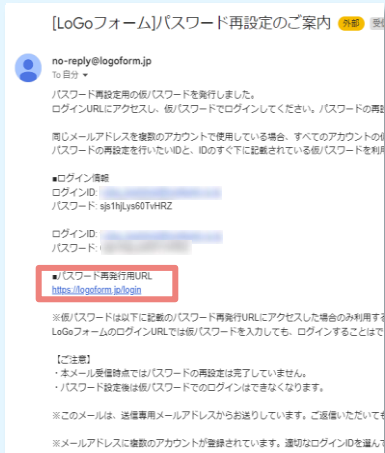 [LoGoフォーム]パスワード再設定のご案内 外部
no-reply@logoform.jp
To 自分
パスワード再設定用の仮パスワードを発行しました。
ログインURLにアクセスし、仮パスワードでログインしてください。パスワードの再
同じメールアドレスを複数のアカウントで使用している場合、すべてのアカウントの
パスワードの再設定を行いたいIDと、IDのすぐ下に記載されている仮パスワードを利
■ログイン情報
ログインID:
パスワード: sjs1hjLys60TvHRZ
ログインID:
パスワード:
■パスワード再発行用URL
https://logoform.jp/login
※仮パスワードは以下に記載のパスワード再発行URLにアクセスした場合のみ利用する
LoGoフォームのログインURLでは仮パスワードを入力しても、ログインすることはで
【ご注意】
・本メール受信時点ではパスワードの再設定は完了していません。
・パスワード設定後は仮パスワードでのログインはできなくなります。
※このメールは、送信専用メールアドレスからお送りしています。ご返信いただいても
※メールアドレスに複数のアカウントが登録されています。適切なログインIDを選んで